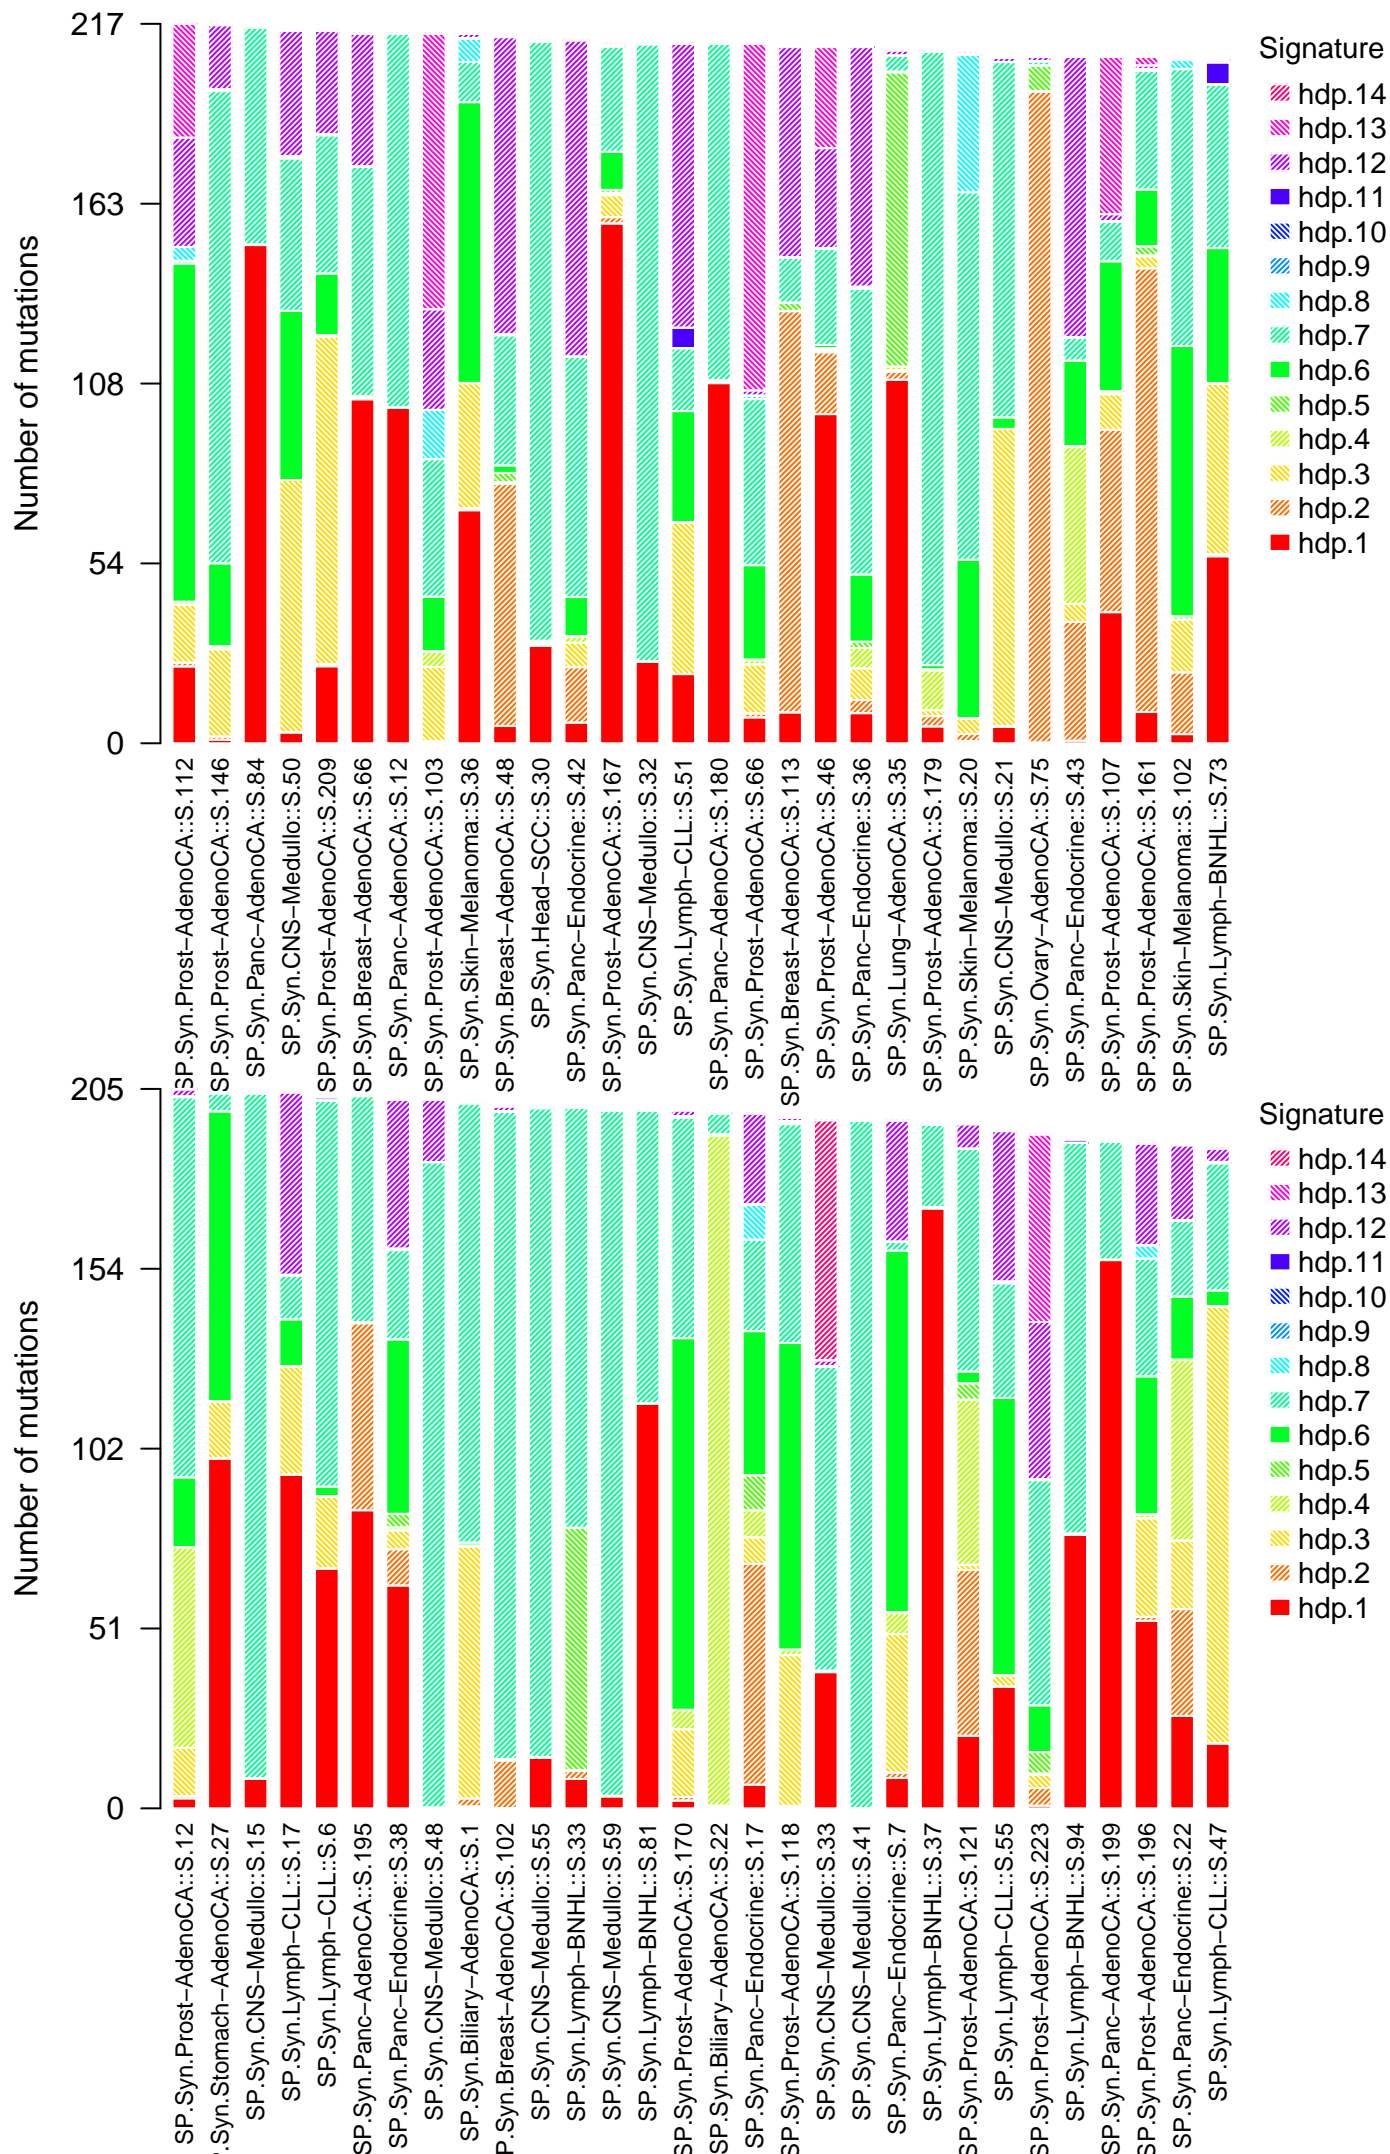 Number of mutations
217
163
108
54
0
Signature
hdp.14
hdp.13
hdp.12
hdp.11
hdp.10
hdp.9
hdp.8
hdp.7
hdp.6
hdp.5
hdp.4
hdp.3
hdp.2
hdp.1
SP.Syn.Prost−AdenoCA::S.112
SP.Syn.Prost−AdenoCA::S.146
SP.Syn.Panc−AdenoCA::S.84
SP.Syn.CNS−Medullo::S.50
SP.Syn.Prost−AdenoCA::S.209
SP.Syn.Breast−AdenoCA::S.66
SP.Syn.Panc−AdenoCA::S.12
SP.Syn.Prost−AdenoCA::S.103
SP.Syn.Skin−Melanoma::S.36
SP.Syn.Breast−AdenoCA::S.48
SP.Syn.Head−SCC::S.30
SP.Syn.Panc−Endocrine::S.42
SP.Syn.Prost−AdenoCA::S.167
SP.Syn.CNS−Medullo::S.32
SP.Syn.Lymph−CLL::S.51
SP.Syn.Panc−AdenoCA::S.180
SP.Syn.Prost−AdenoCA::S.66
SP.Syn.Breast−AdenoCA::S.113
SP.Syn.Prost−AdenoCA::S.46
SP.Syn.Panc−Endocrine::S.36
SP.Syn.Lung−AdenoCA::S.35
SP.Syn.Prost−AdenoCA::S.179
SP.Syn.Skin−Melanoma::S.20
SP.Syn.CNS−Medullo::S.21
SP.Syn.Ovary−AdenoCA::S.75
SP.Syn.Panc−Endocrine::S.43
SP.Syn.Prost−AdenoCA::S.107
SP.Syn.Prost−AdenoCA::S.161
SP.Syn.Skin−Melanoma::S.102
SP.Syn.Lymph−BNHL::S.73
Number of mutations
205
154
102
51
0
Signature
hdp.14
hdp.13
hdp.12
hdp.11
hdp.10
hdp.9
hdp.8
hdp.7
hdp.6
hdp.5
hdp.4
hdp.3
hdp.2
hdp.1
SP.Syn.Prost−AdenoCA::S.12
P.Syn.Stomach−AdenoCA::S.27
SP.Syn.CNS−Medullo::S.15
SP.Syn.Lymph−CLL::S.17
SP.Syn.Lymph−CLL::S.6
SP.Syn.Panc−AdenoCA::S.195
SP.Syn.Panc−Endocrine::S.38
SP.Syn.CNS−Medullo::S.48
SP.Syn.Biliary−AdenoCA::S.1
SP.Syn.Breast−AdenoCA::S.102
SP.Syn.CNS−Medullo::S.55
SP.Syn.Lymph−BNHL::S.33
SP.Syn.CNS−Medullo::S.59
SP.Syn.Lymph−BNHL::S.81
SP.Syn.Prost−AdenoCA::S.170
SP.Syn.Biliary−AdenoCA::S.22
SP.Syn.Panc−Endocrine::S.17
SP.Syn.Prost−AdenoCA::S.118
SP.Syn.CNS−Medullo::S.33
SP.Syn.CNS−Medullo::S.41
SP.Syn.Panc−Endocrine::S.7
SP.Syn.Lymph−BNHL::S.37
SP.Syn.Prost−AdenoCA::S.121
SP.Syn.Lymph−CLL::S.55
SP.Syn.Prost−AdenoCA::S.223
SP.Syn.Lymph−BNHL::S.94
SP.Syn.Panc−AdenoCA::S.199
SP.Syn.Prost−AdenoCA::S.196
SP.Syn.Panc−Endocrine::S.22
SP.Syn.Lymph−CLL::S.47